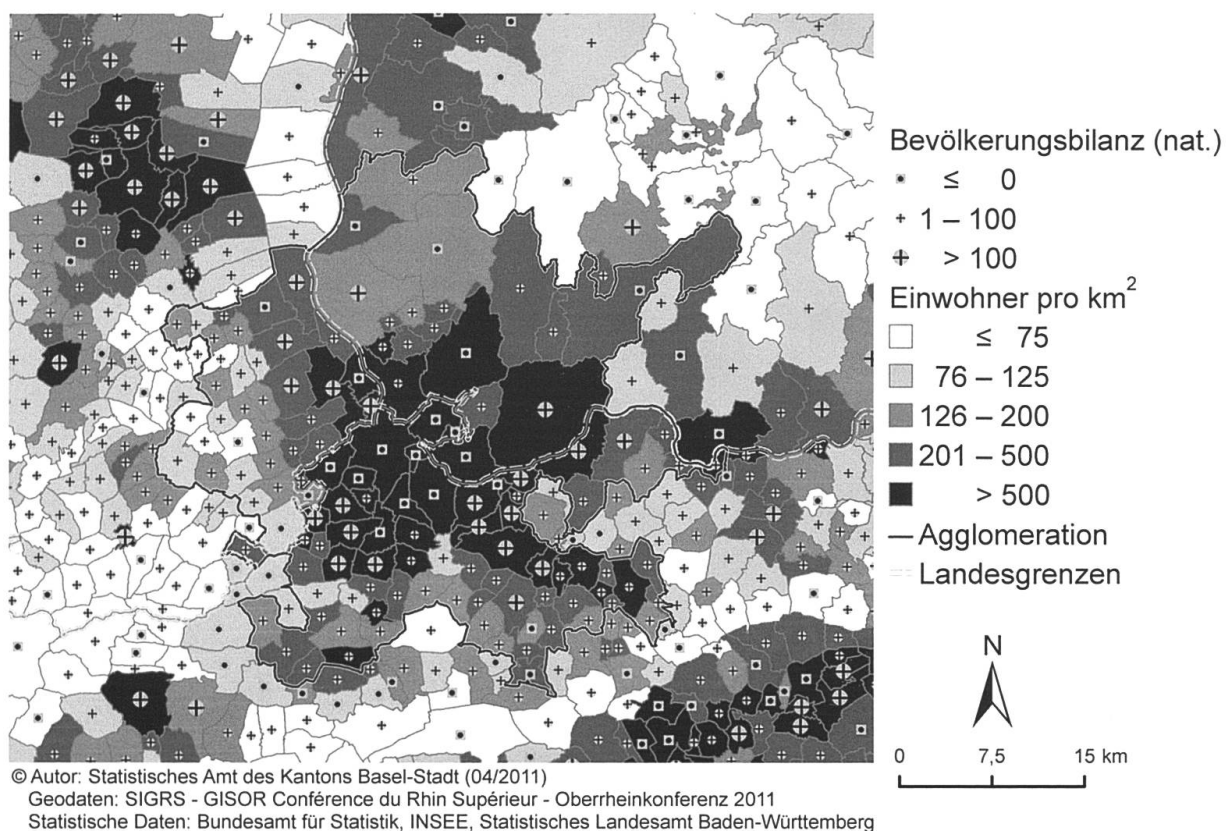 Bevölkerungsbilanz (nat.)
≤ 0
1 – 100
> 100
Einwohner pro km²
≤ 75
76 – 125
126 – 200
201 – 500
> 500
Agglomeration
Landesgrenzen
N
0 7,5 15 km
© Autor: Statistisches Amt des Kantons Basel-Stadt (04/2011)
Geodaten: SIGRS - GISOR Conférence du Rhin Supérieur - Oberrheinkonferenz 2011
Statistische Daten: Bundesamt für Statistik, INSEE, Statistisches Landesamt Baden-Württemberg